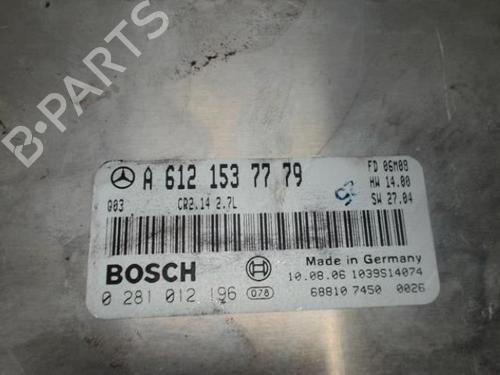 B-PARTS
A 612 153 77 79
FD 06M09
G03 CR2.14 2.7L
HW 14.00
SW 27.04
BOSCH
Made in Germany
0 281 012 196 078
10.08.06 1039S14074
68810 7450 0026